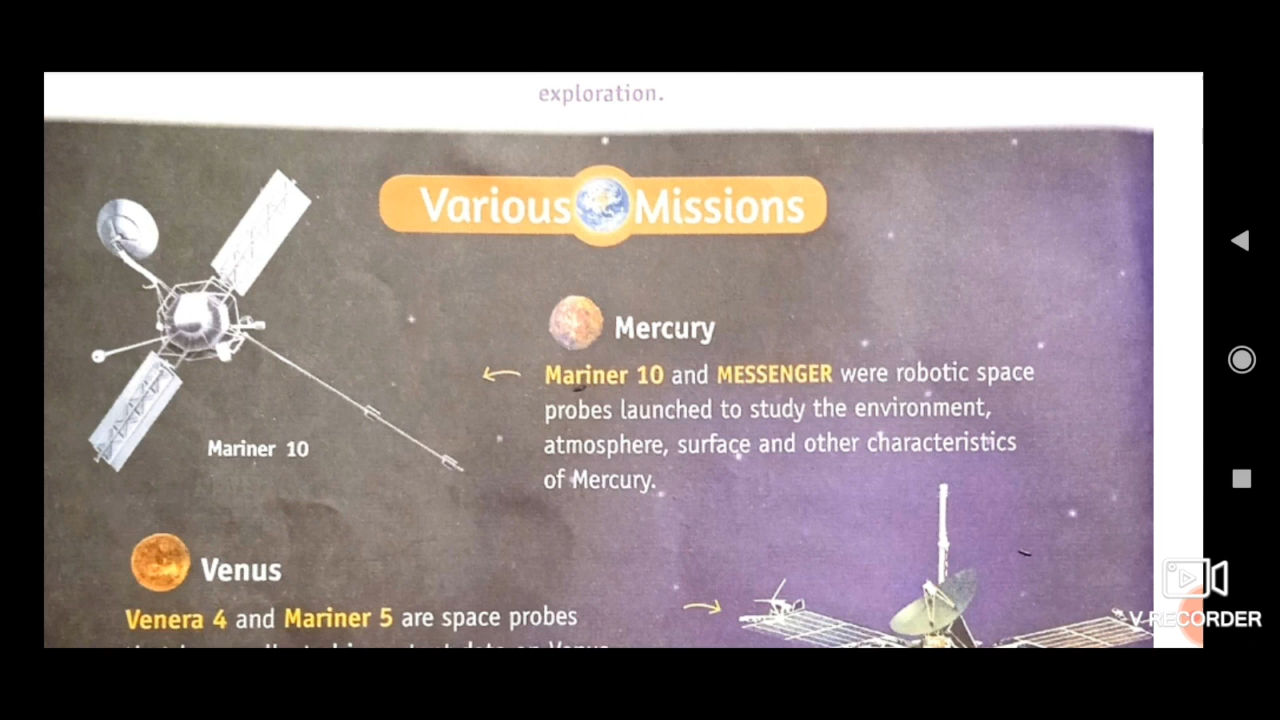 exploration.
Various Missions
Mercury
Mariner 10 and MESSENGER were robotic space
probes launched to study the environment,
atmosphere, surface and other characteristics
of Mercury.
Mariner 10
Venus
Venera 4 and Mariner 5 are space probes
V RECORDER